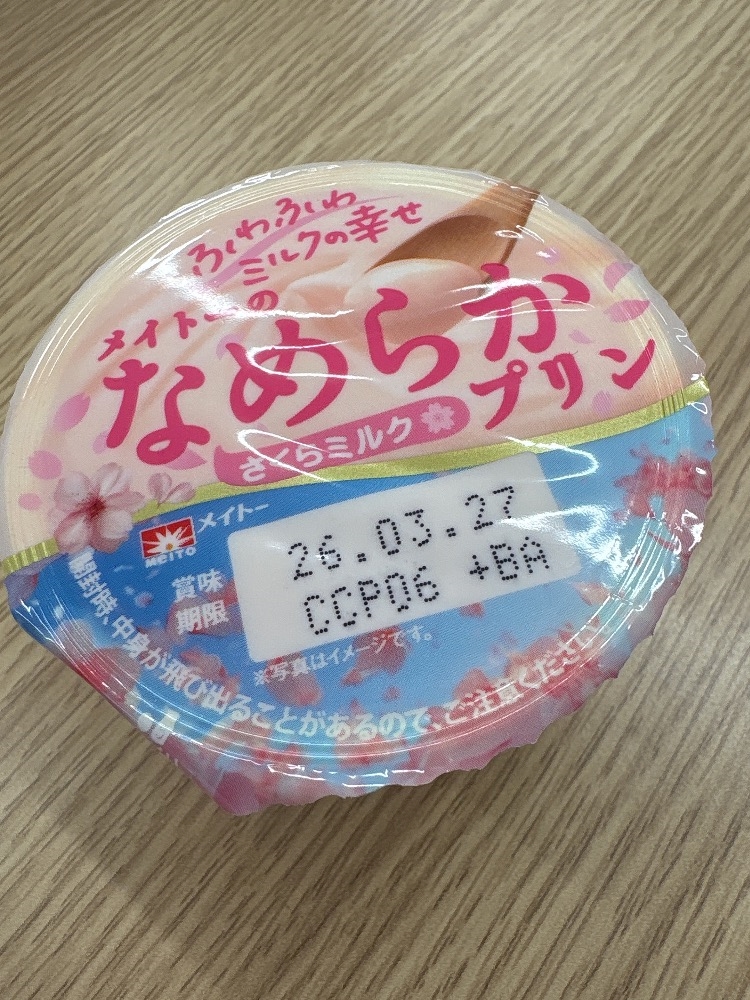 ふわふわ
ミルクの幸せ
メイトーの
なめらか
プリン
さくらミルク
メイトー
MEITO
賞味
期限
26.03.27
CCP06 +BA
※写真はイメージです。
開封時、中身が飛び出ることがあるので、ご注意ください。